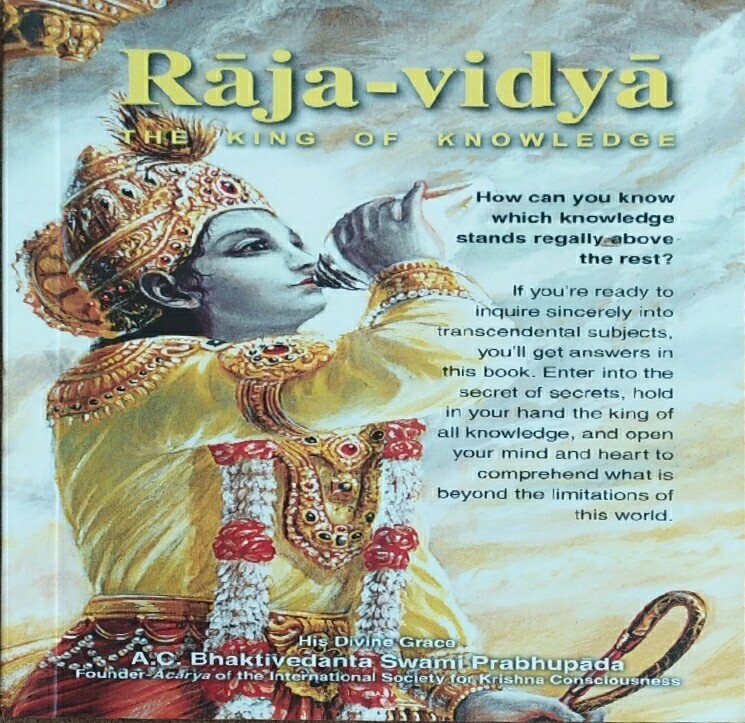 Rāja-vidyā
THE KING OF KNOWLEDGE
How can you know
which knowledge
stands regally above
the rest?
If you're ready to
inquire sincerely into
transcendental subjects,
you'll get answers in
this book. Enter into the
secret of secrets, hold
in your hand the king of
all knowledge, and open
your mind and heart to
comprehend what is
beyond the limitations of
this world.
His Divine Grace
A.C. Bhaktivedanta Swami Prabhupāda
Founder-Ācārya of the International Society for Krishna Consciousness